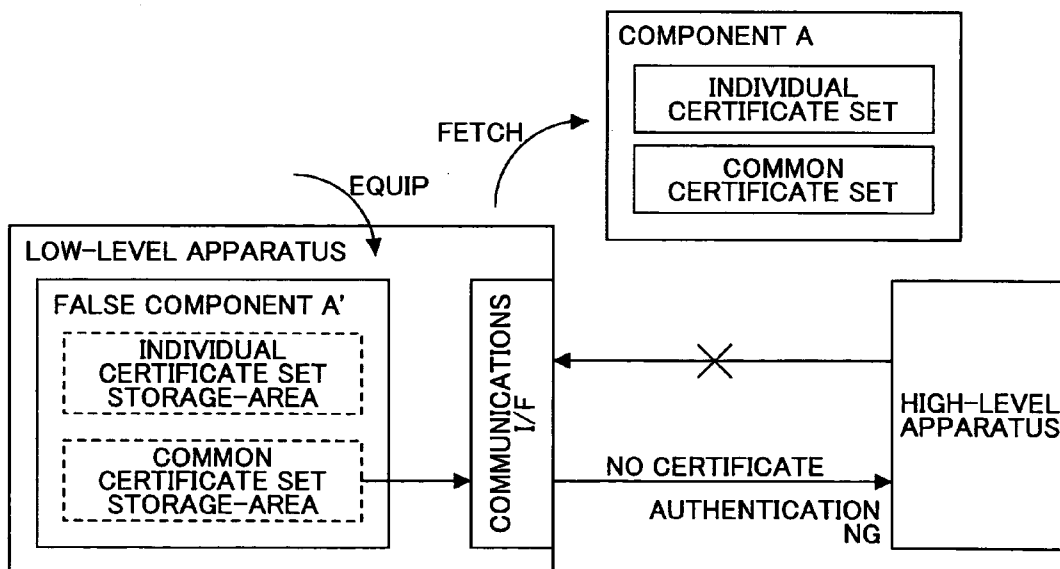 COMPONENT A
INDIVIDUAL
CERTIFICATE SET
COMMON
CERTIFICATE SET
FETCH
EQUIP
LOW-LEVEL APPARATUS
FALSE COMPONENT A'
INDIVIDUAL
CERTIFICATE SET
STORAGE-AREA
COMMON
CERTIFICATE SET
STORAGE-AREA
COMMUNICATIONS
I/F
NO CERTIFICATE
AUTHENTICATION
NG
HIGH-LEVEL
APPARATUS